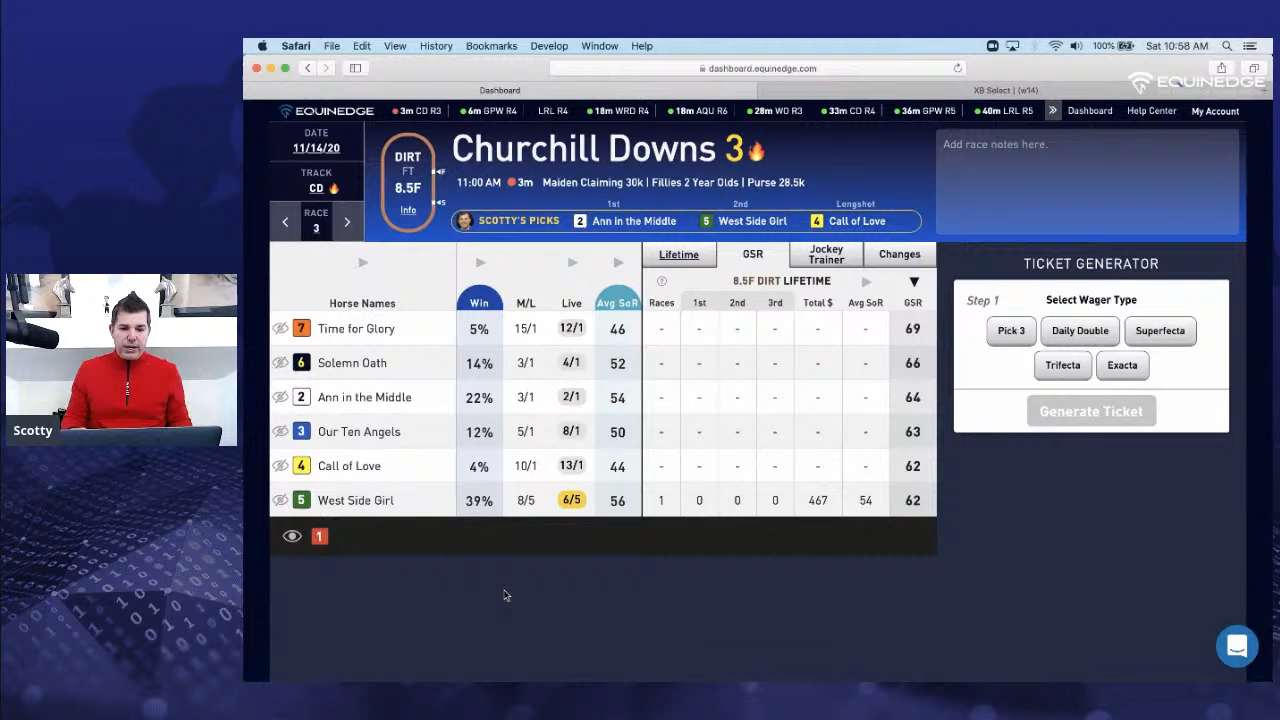 Safari File Edit View History Bookmarks Develop Window Help 100% Sat 10:58 AM
dashboard.equinedge.com
EQUINEDGE
Dashboard XB Select | (w14)
EQUINEDGE 3m CD R3 6m GPW R4 LRL R4 18m WRD R4 18m AQU R6 28m WO R3 33m CD R4 36m GPW R5 40m LRL R5 » Dashboard Help Center My Account
DATE
11/14/20
TRACK
CD
RACE
3
DIRT
FT
8.5F
Info
F
S
Churchill Downs 3
11:00 AM 3m Maiden Claiming 30k | Fillies 2 Year Olds | Purse 28.5k
1st 2nd Longshot
SCOTTY'S PICKS 2 Ann in the Middle 5 West Side Girl 4 Call of Love
Add race notes here.
Lifetime GSR Jockey Trainer Changes
8.5F DIRT LIFETIME
Horse Names Win M/L Live Avg SoR Races 1st 2nd 3rd Total $ Avg SoR GSR
7 Time for Glory 5% 15/1 12/1 46 - - - - - - 69
6 Solemn Oath 14% 3/1 4/1 52 - - - - - - 66
2 Ann in the Middle 22% 3/1 2/1 54 - - - - - - 64
3 Our Ten Angels 12% 5/1 8/1 50 - - - - - - 63
4 Call of Love 4% 10/1 13/1 44 - - - - - - 62
5 West Side Girl 39% 8/5 6/5 56 1 0 0 0 467 54 62
1
TICKET GENERATOR
Step 1 Select Wager Type
Pick 3 Daily Double Superfecta
Trifecta Exacta
Generate Ticket
Scotty